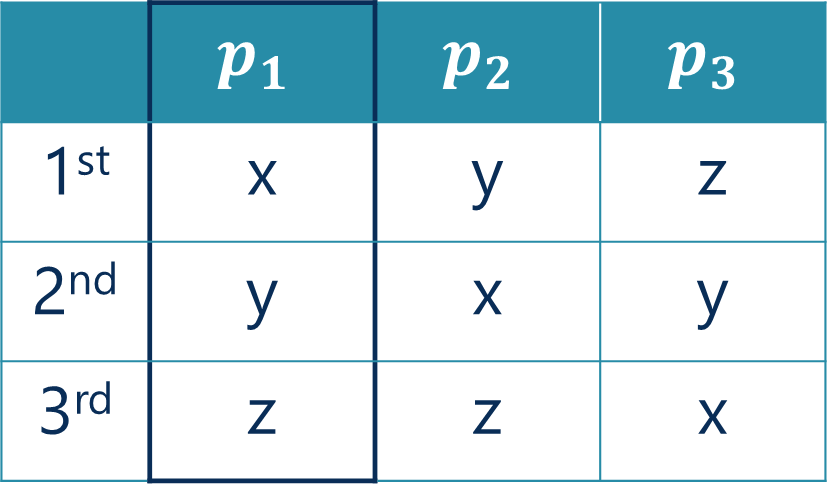 p₁ p₂ p₃
1ˢᵗ x y z
2ⁿᵈ y x y
3ʳᵈ z z x